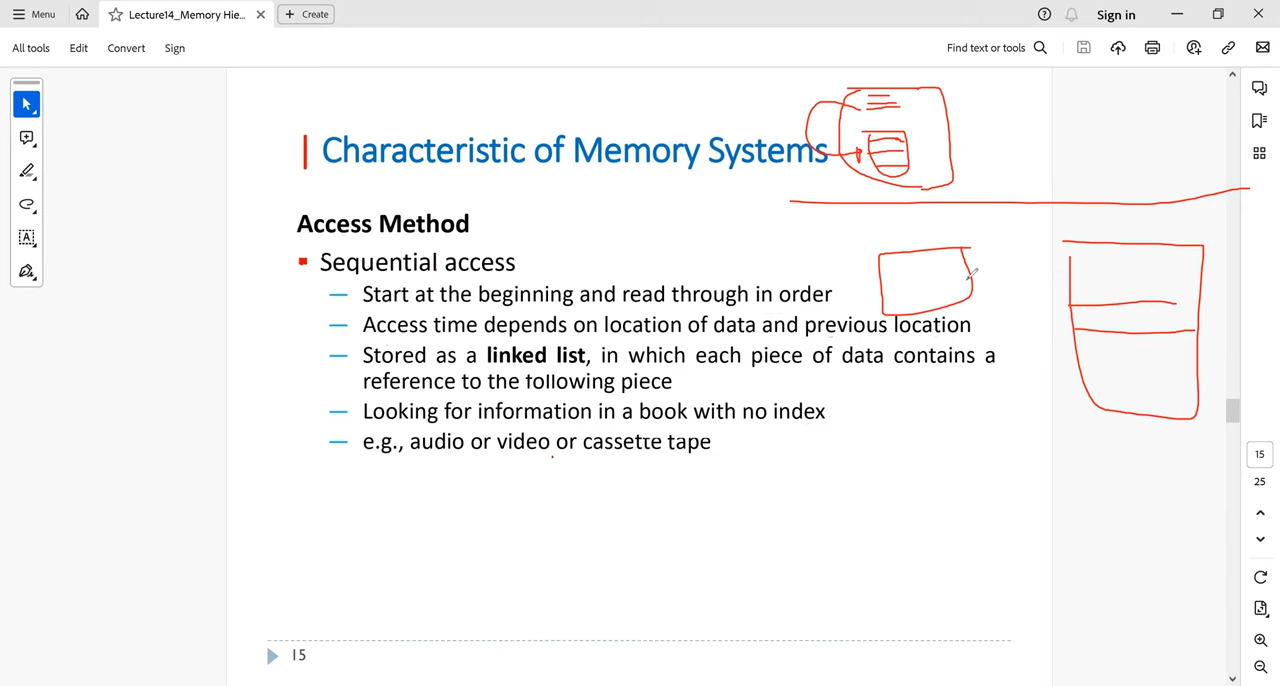 Menu
Lecture14_Memory Hie...
Create
Sign in
All tools
Edit
Convert
Sign
Find text or tools
Characteristic of Memory Systems
Access Method
Sequential access
— Start at the beginning and read through in order
— Access time depends on location of data and previous location
— Stored as a linked list, in which each piece of data contains a
reference to the following piece
— Looking for information in a book with no index
— e.g., audio or video or cassette tape
15
15
25